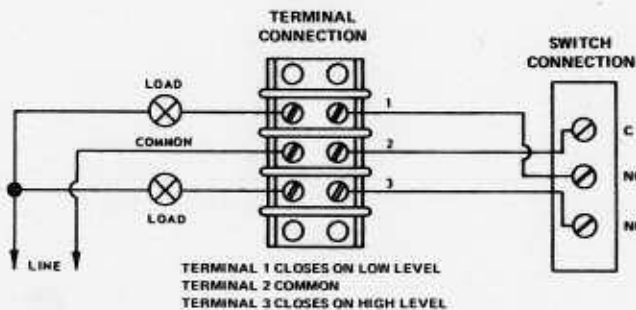 TERMINAL
CONNECTION
SWITCH
CONNECTION
LOAD
1
C
COMMON
2
3
LOAD
LINE
TERMINAL 1 CLOSES ON LOW LEVEL
TERMINAL 2 COMMON
TERMINAL 3 CLOSES ON HIGH LEVEL